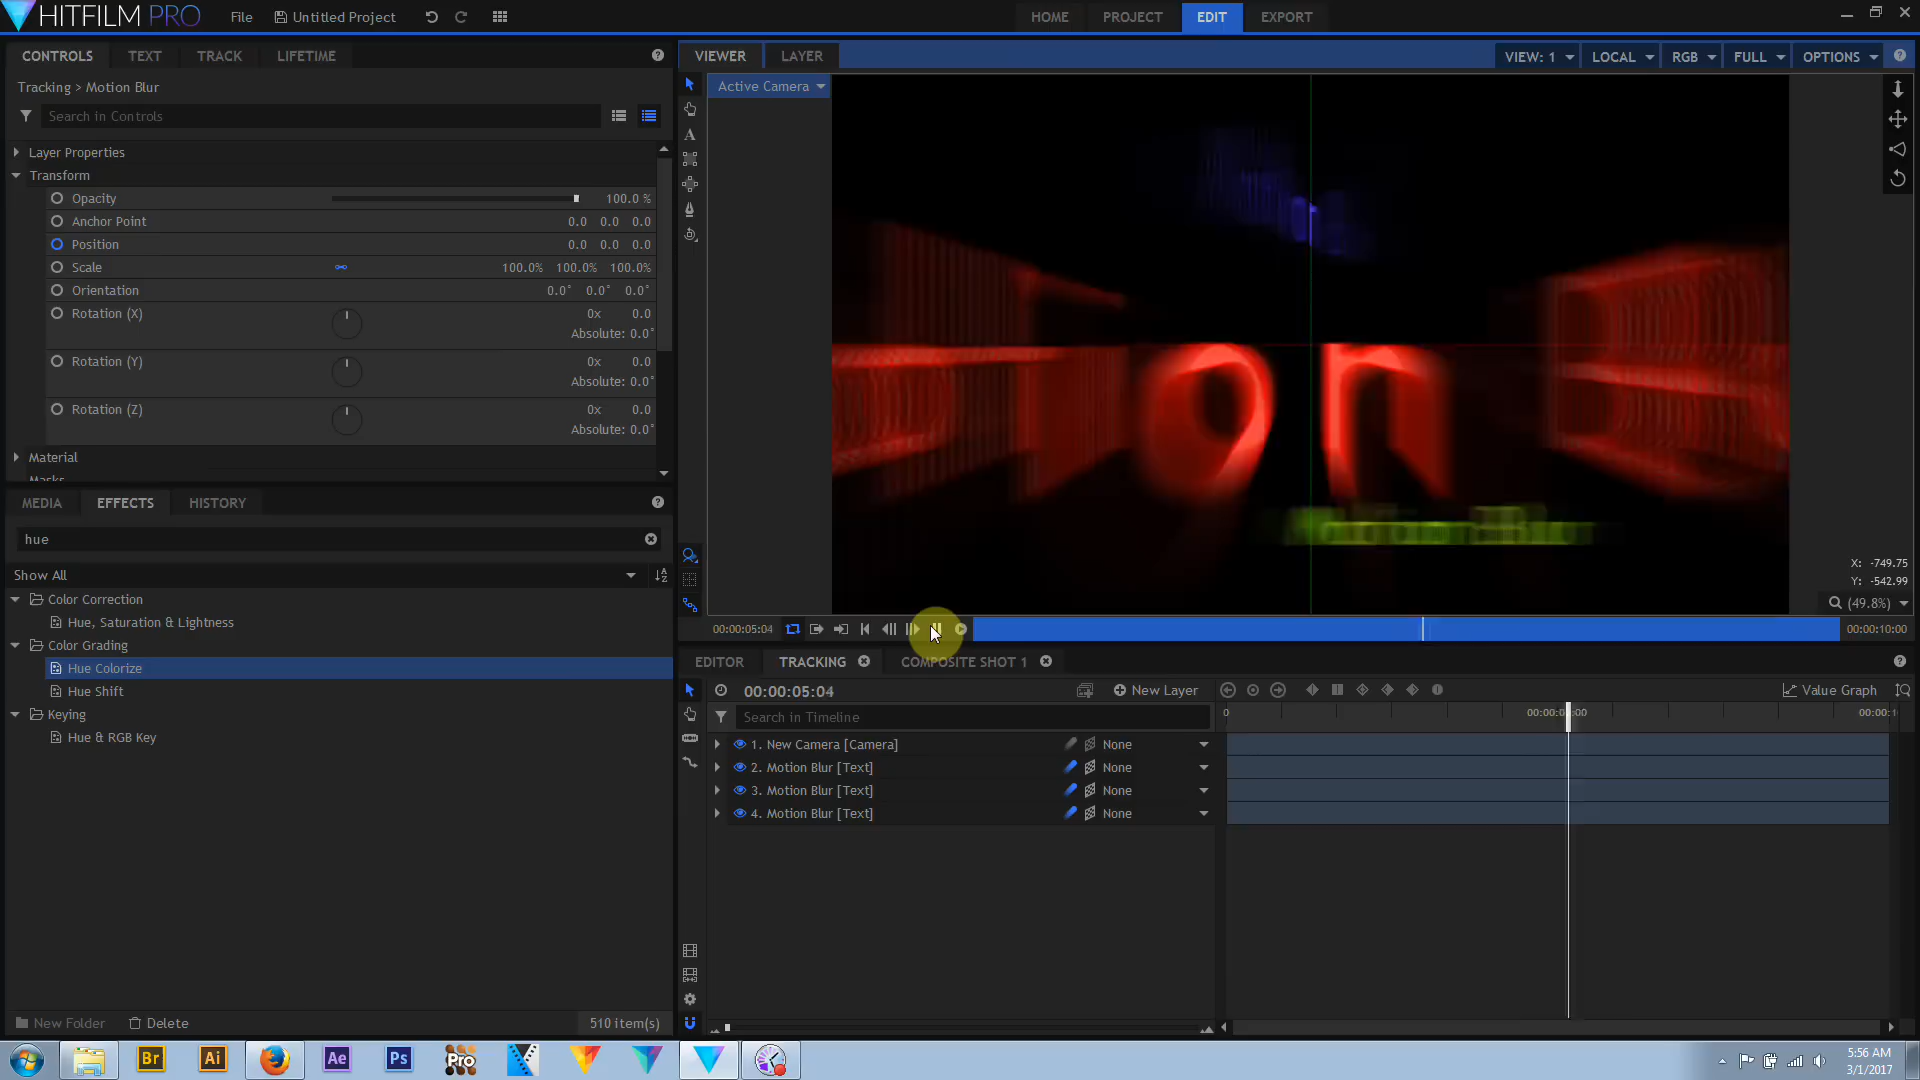 HITFILM PRO File Untitled Project HOME PROJECT EDIT EXPORT
CONTROLS TEXT TRACK LIFETIME
VIEWER LAYER VIEW: 1 LOCAL RGB FULL OPTIONS
Tracking > Motion Blur
Active Camera
Search in Controls
Layer Properties
Transform
Opacity 100.0 %
Anchor Point 0.0 0.0 0.0
Position 0.0 0.0 0.0
Scale 100.0% 100.0% 100.0%
Orientation 0.0° 0.0° 0.0°
Rotation (X) 0x 0.0
Absolute: 0.0°
Rotation (Y) 0x 0.0
Absolute: 0.0°
Rotation (Z) 0x 0.0
Absolute: 0.0°
Material
on
MEDIA EFFECTS HISTORY
hue
Show All
Color Correction
Hue, Saturation & Lightness
Color Grading
Hue Colorize
Hue Shift
Keying
Hue & RGB Key
New Folder Delete 510 item(s)
X: -749.75
Y: -542.99
(49.8%)
00:00:05:04 00:00:10:00
EDITOR TRACKING COMPOSITE SHOT 1
00:00:05:04 New Layer Value Graph
Search in Timeline
0
1. New Camera [Camera] None
2. Motion Blur [Text] None
3. Motion Blur [Text] None
4. Motion Blur [Text] None
Br Ai Ae Ps Pro
5:56 AM
3/1/2017